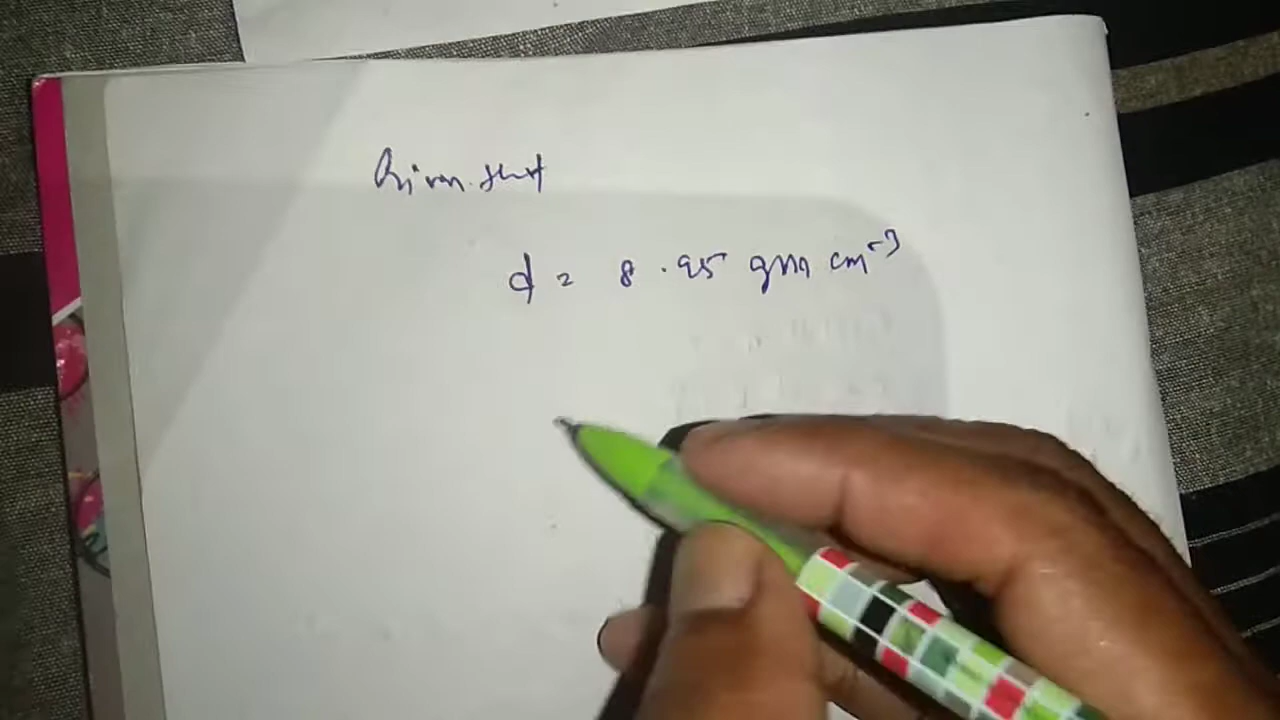 Given that
d = 8.95 gm cm⁻³